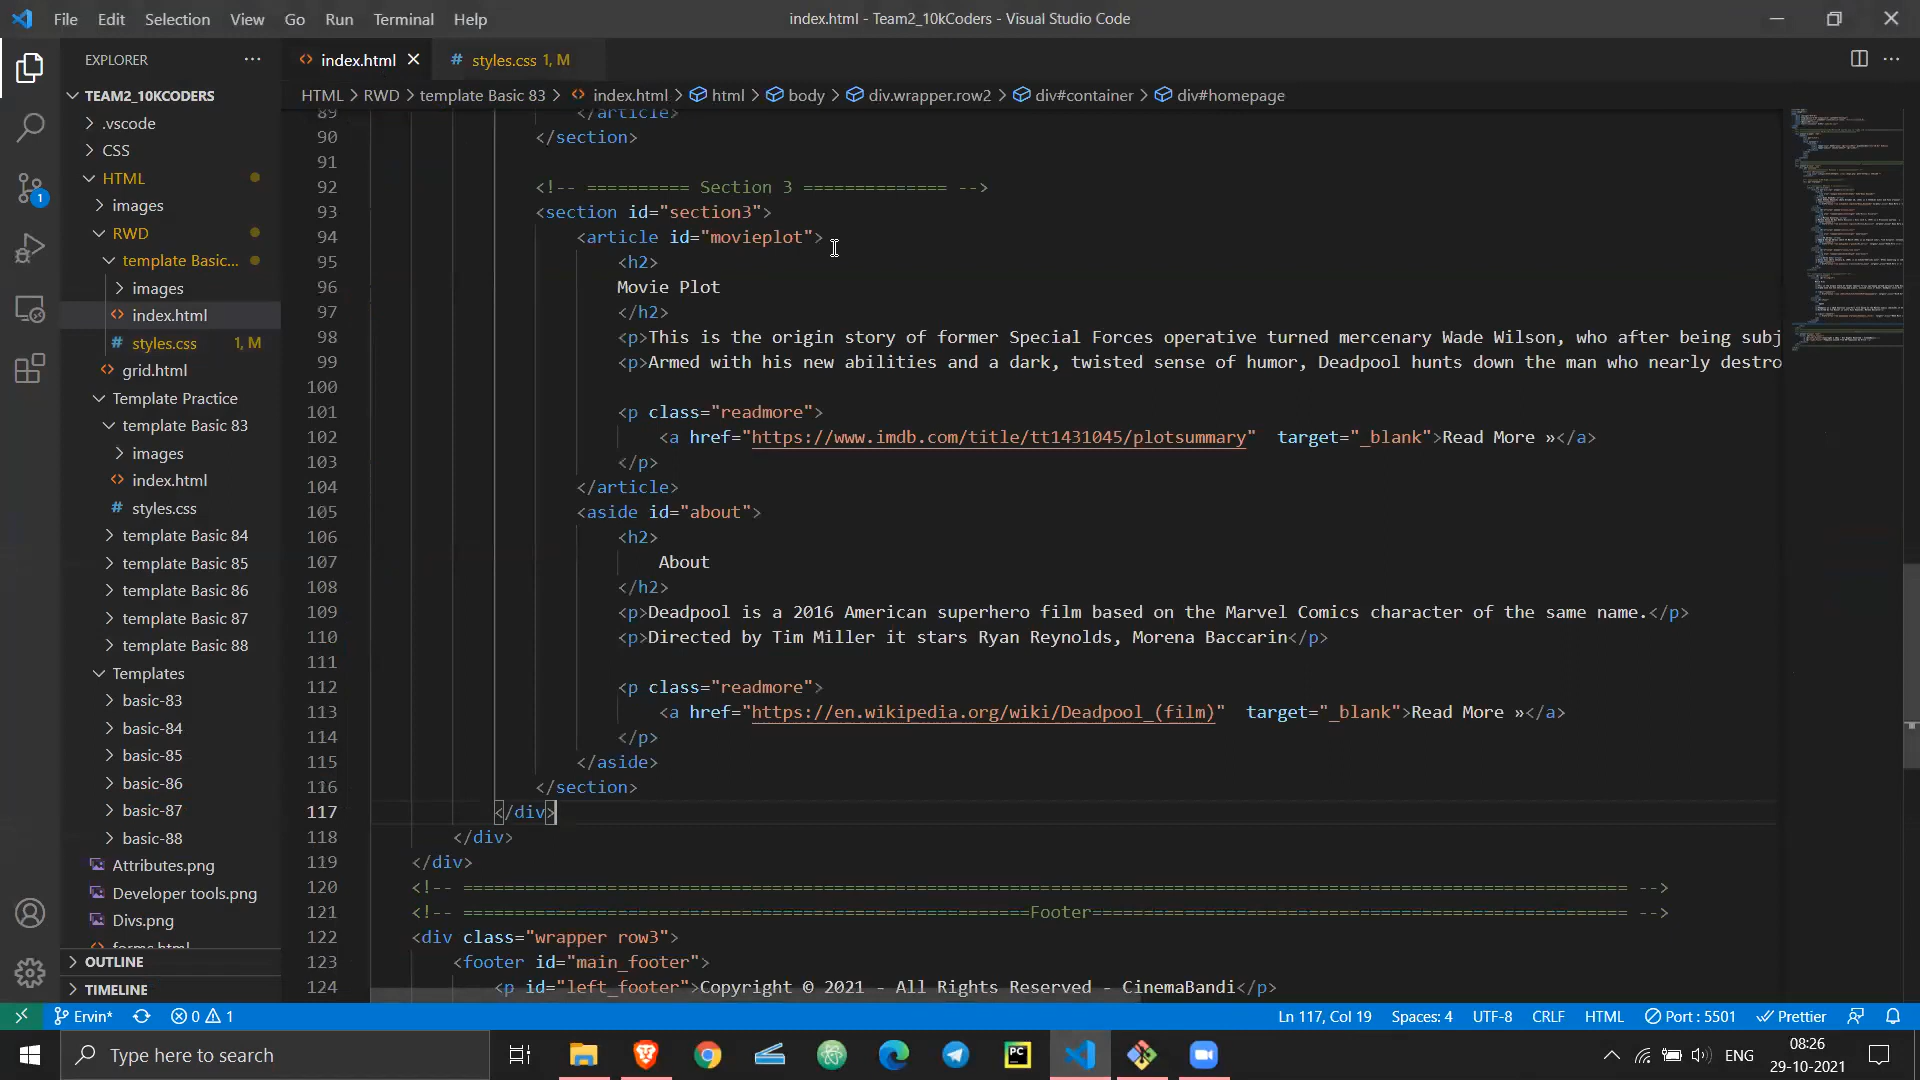 File Edit Selection View Go Run Terminal Help
index.html - Team2_10kCoders - Visual Studio Code
EXPLORER
index.html
styles.css 1, M
TEAM2_10KCODERS
HTML > RWD > template Basic 83 > index.html > html > body > div.wrapper.row2 > div#container > div#homepage
.vscode
CSS
HTML
images
RWD
template Basic...
images
index.html
styles.css 1, M
grid.html
Template Practice
template Basic 83
images
index.html
styles.css
template Basic 84
template Basic 85
template Basic 86
template Basic 87
template Basic 88
Templates
basic-83
basic-84
basic-85
basic-86
basic-87
basic-88
Attributes.png
Developer tools.png
Divs.png
forms.html
OUTLINE
TIMELINE
89 </article>
90 </section>
91
92 <!-- ========== Section 3 ============== -->
93 <section id="section3">
94 <article id="movieplot">
95 <h2>
96 Movie Plot
97 </h2>
98 <p>This is the origin story of former Special Forces operative turned mercenary Wade Wilson, who after being subj
99 <p>Armed with his new abilities and a dark, twisted sense of humor, Deadpool hunts down the man who nearly destro
100
101 <p class="readmore">
102 <a href="https://www.imdb.com/title/tt1431045/plotsummary" target="_blank">Read More »</a>
103 </p>
104 </article>
105 <aside id="about">
106 <h2>
107 About
108 </h2>
109 <p>Deadpool is a 2016 American superhero film based on the Marvel Comics character of the same name.</p>
110 <p>Directed by Tim Miller it stars Ryan Reynolds, Morena Baccarin</p>
111
112 <p class="readmore">
113 <a href="https://en.wikipedia.org/wiki/Deadpool_(film)" target="_blank">Read More »</a>
114 </p>
115 </aside>
116 </section>
117 </div>
118 </div>
119 </div>
120 <!-- ================================================================================================================= -->
121 <!-- =======================================================Footer==================================================== -->
122 <div class="wrapper row3">
123 <footer id="main_footer">
124 <p id="left_footer">Copyright © 2021 - All Rights Reserved - CinemaBandi</p>
1
Ervin* 0 1
Ln 117, Col 19 Spaces: 4 UTF-8 CRLF HTML Port : 5501 Prettier
Type here to search
PC
ENG
08:26
29-10-2021